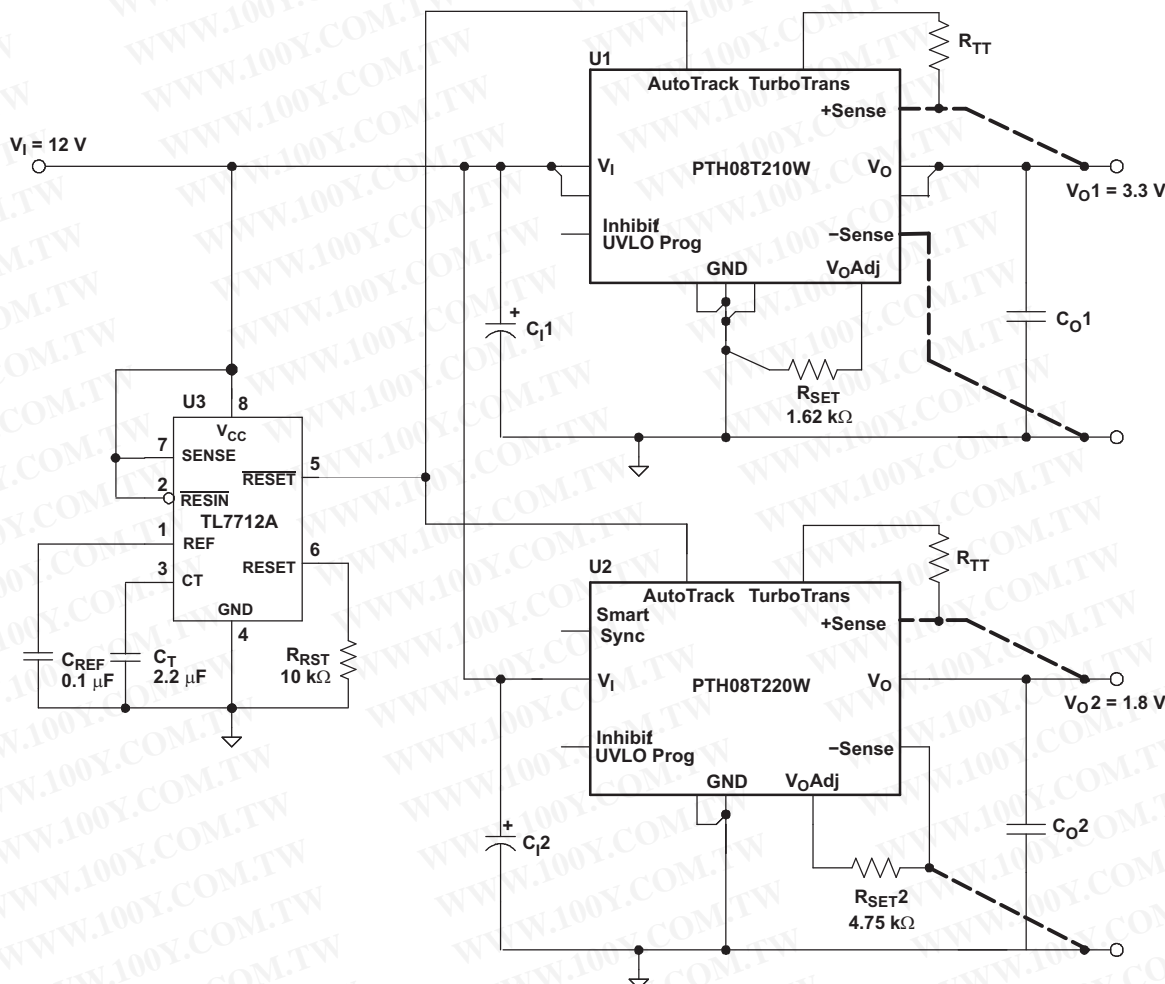 R_TT
U1
AutoTrack TurboTrans
+Sense
V_I = 12 V
V_I
PTH08T210W
V_O
V_O1 = 3.3 V
Inhibit/
UVLO Prog
−Sense
GND
V_OAdj
+
C_I1
R_SET
1.62 kΩ
C_O1
U3
8
V_CC
7
SENSE
5
RESET
2
RESIN
TL7712A
1
REF
6
RESET
3
CT
GND
4
C_REF
0.1 μF
C_T
2.2 μF
R_RST
10 kΩ
R_TT
U2
AutoTrack TurboTrans
Smart
Sync
+Sense
V_I
PTH08T220W
V_O
V_O2 = 1.8 V
Inhibit/
UVLO Prog
−Sense
GND
V_OAdj
+
C_I2
R_SET2
4.75 kΩ
C_O2
WWW.100Y.COM.TW